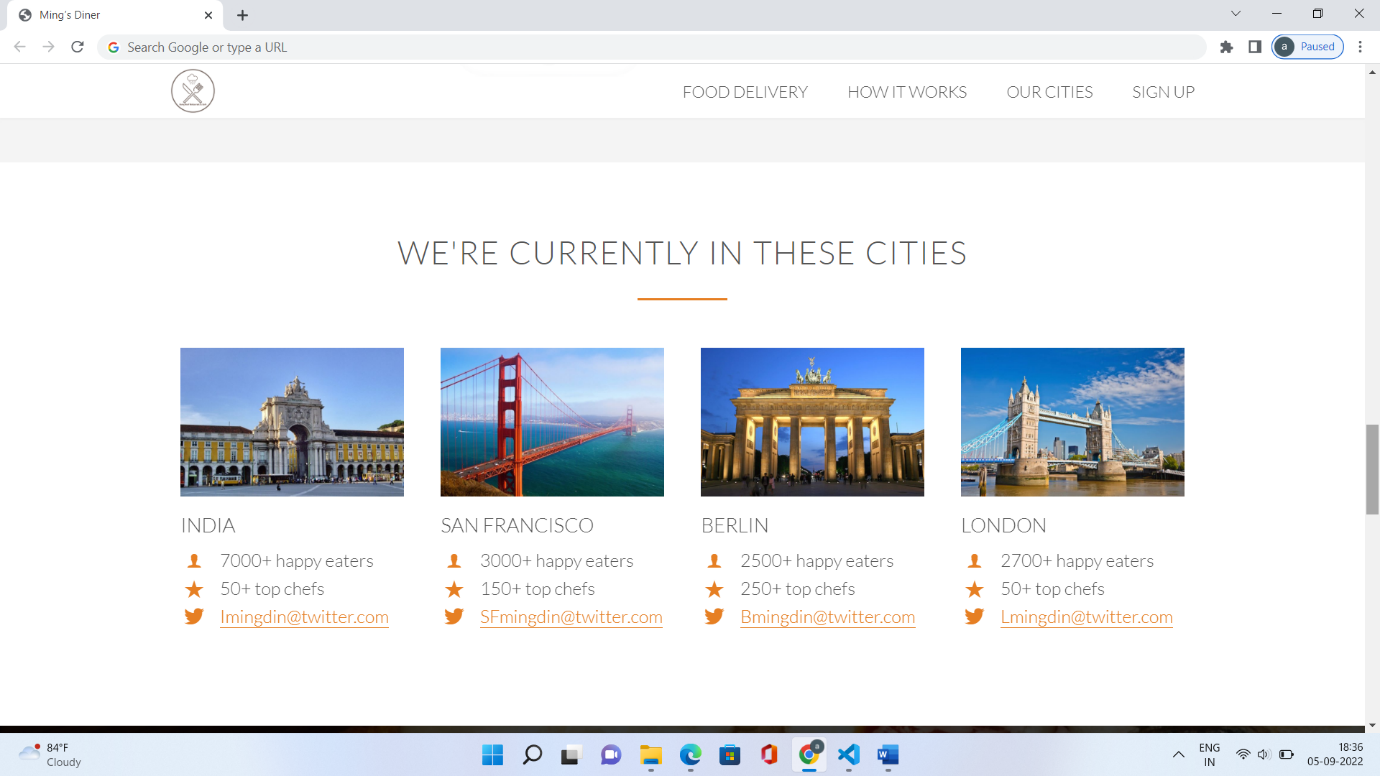 Ming's Diner
Search Google or type a URL
a Paused
FOOD DELIVERY HOW IT WORKS OUR CITIES SIGN UP
WE'RE CURRENTLY IN THESE CITIES
INDIA
7000+ happy eaters
50+ top chefs
Imingdin@twitter.com
SAN FRANCISCO
3000+ happy eaters
150+ top chefs
SFmingdin@twitter.com
BERLIN
2500+ happy eaters
250+ top chefs
Bmingdin@twitter.com
LONDON
2700+ happy eaters
50+ top chefs
Lmingdin@twitter.com
84°F
Cloudy
a
ENG
IN
18:36
05-09-2022